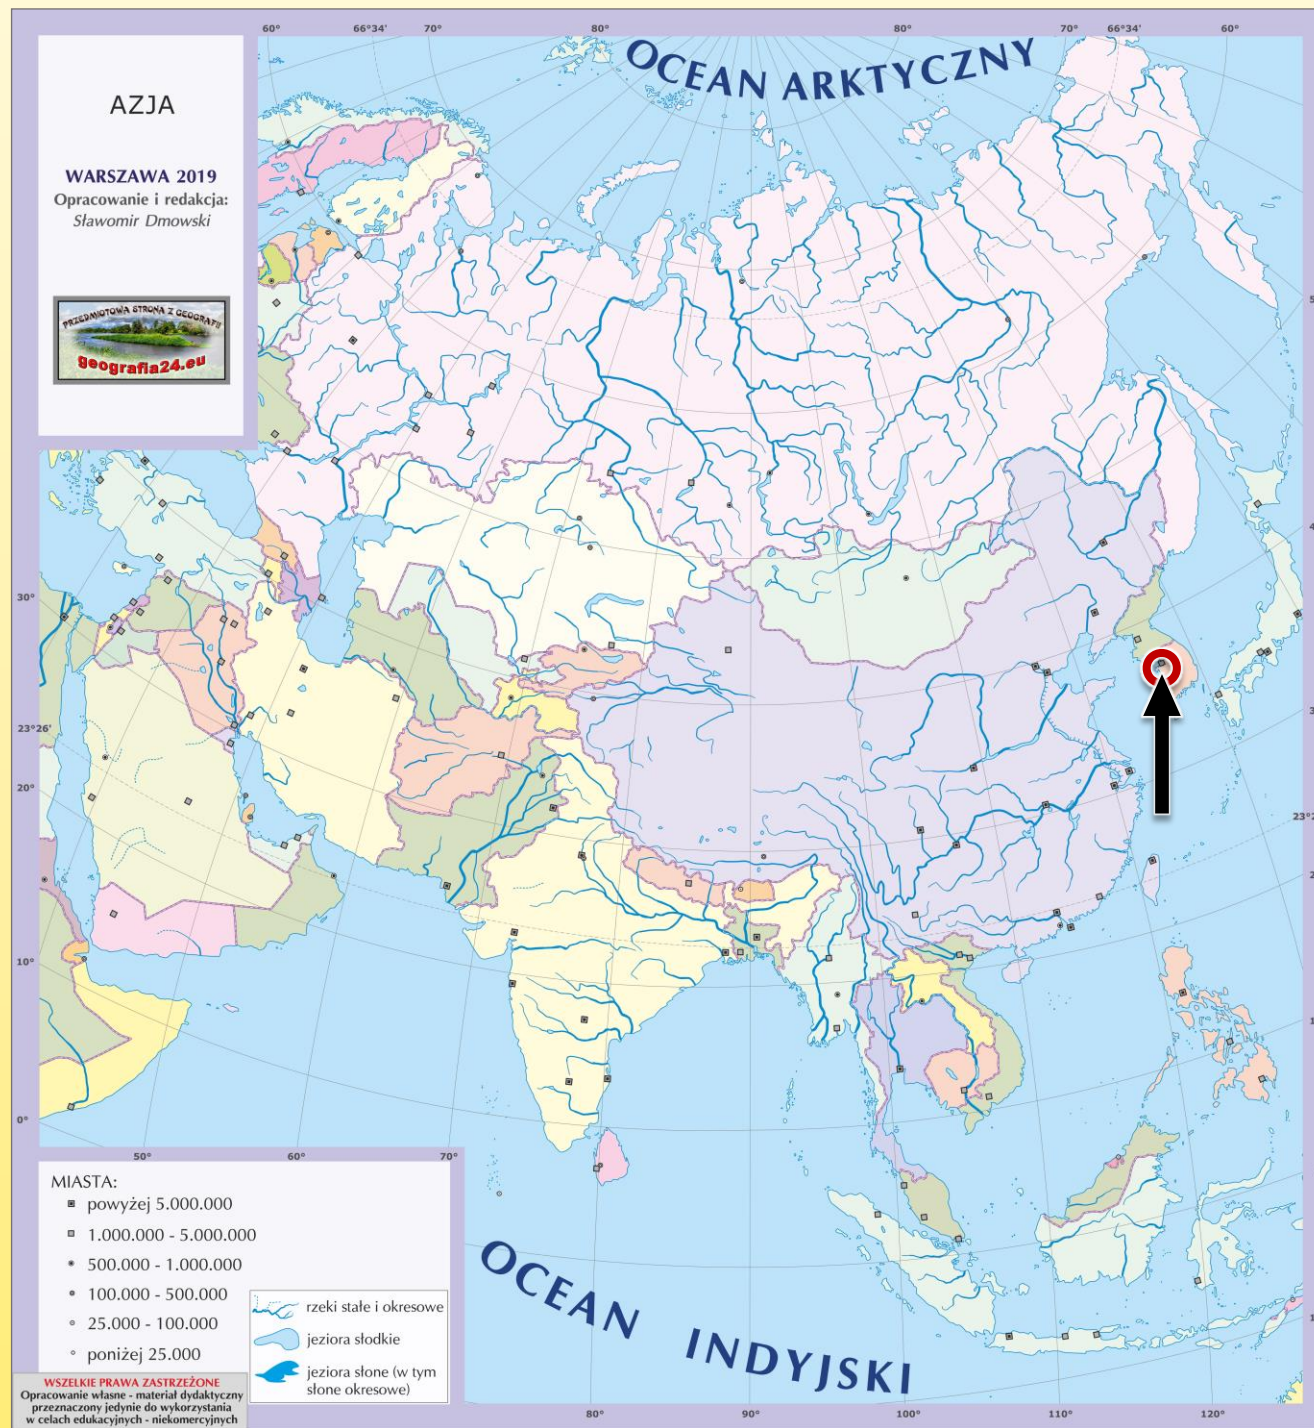 60° 66°34' 70° 80° 80° 70° 66°34' 60°
OCEAN ARKTYCZNY
AZJA
WARSZAWA 2019
Opracowanie i redakcja:
Sławomir Dmowski
PRZEDMIOTOWA STRONA Z GEOGRAFII
geografia24.eu
30°
23°26'
20°
10°
0°
50° 60° 70°
MIASTA:
powyżej 5.000.000
1.000.000 - 5.000.000
500.000 - 1.000.000
100.000 - 500.000
25.000 - 100.000
poniżej 25.000
rzeki stałe i okresowe
jeziora słodkie
jeziora słone (w tym
słone okresowe)
OCEAN INDYJSKI
WSZELKIE PRAWA ZASTRZEŻONE
Opracowanie własne - materiał dydaktyczny
przeznaczony jedynie do wykorzystania
w celach edukacyjnych - niekomercyjnych
80° 90° 100° 110° 120°